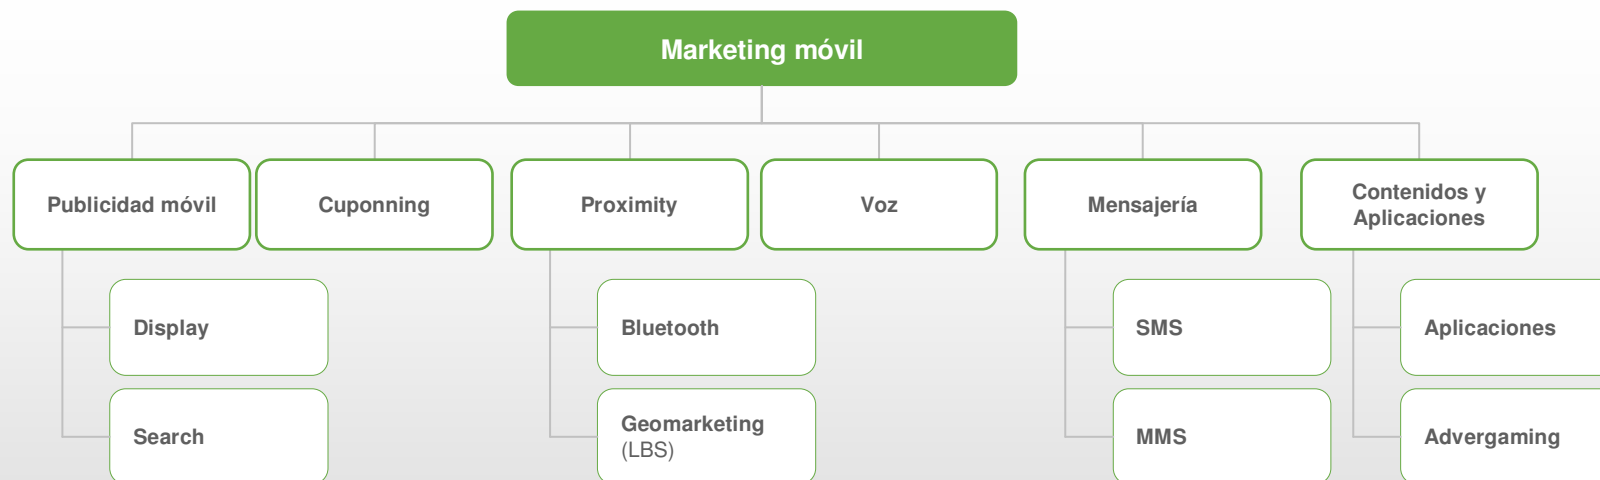 Marketing móvil
Publicidad móvil
Cuponning
Proximity
Voz
Mensajería
Contenidos y
Aplicaciones
Display
Bluetooth
SMS
Aplicaciones
Search
Geomarketing
(LBS)
MMS
Advergaming